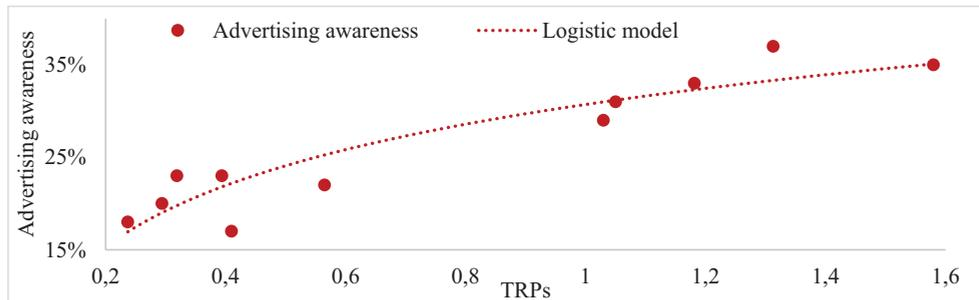 Advertising awareness Logistic model
Advertising awareness
35%
25%
15%
0,2 0,4 0,6 0,8 1 1,2 1,4 1,6
TRPs